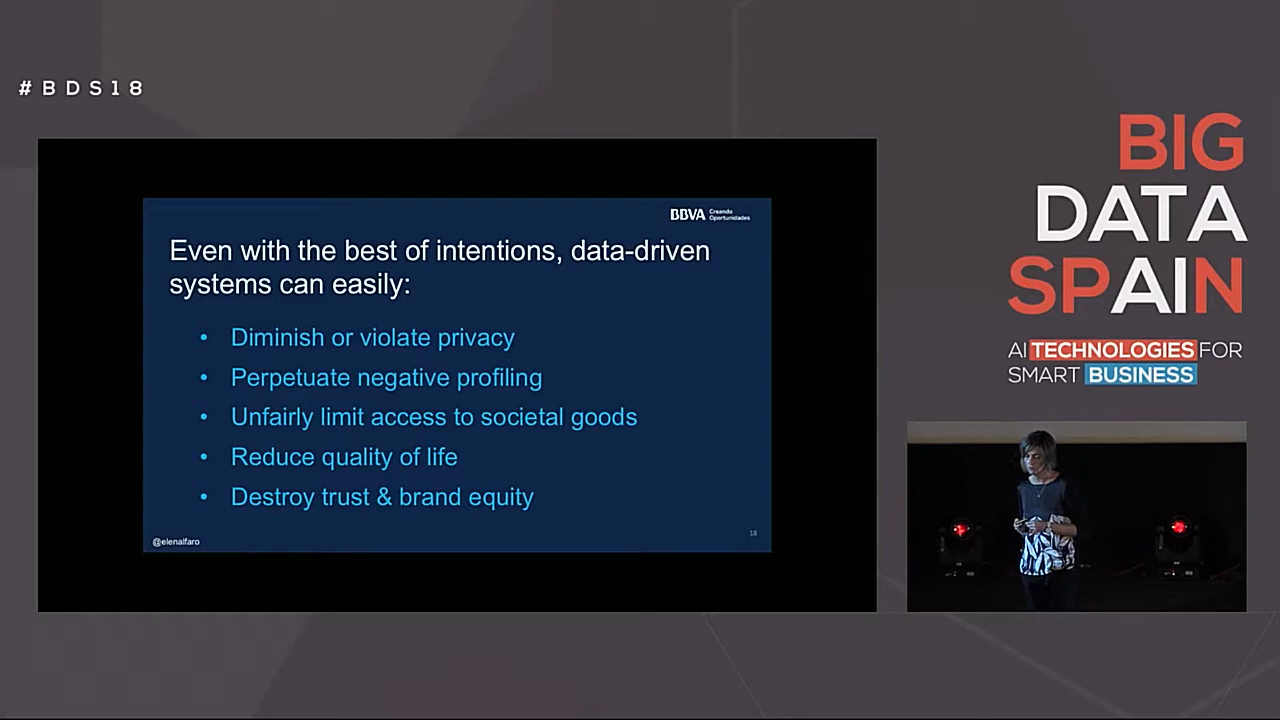 #BDS18
BIG
DATA
SPAIN
AI TECHNOLOGIES FOR
SMART BUSINESS
BBVA Creando
Oportunidades
Even with the best of intentions, data-driven
systems can easily:
• Diminish or violate privacy
• Perpetuate negative profiling
• Unfairly limit access to societal goods
• Reduce quality of life
• Destroy trust & brand equity
@elenalfaro
18